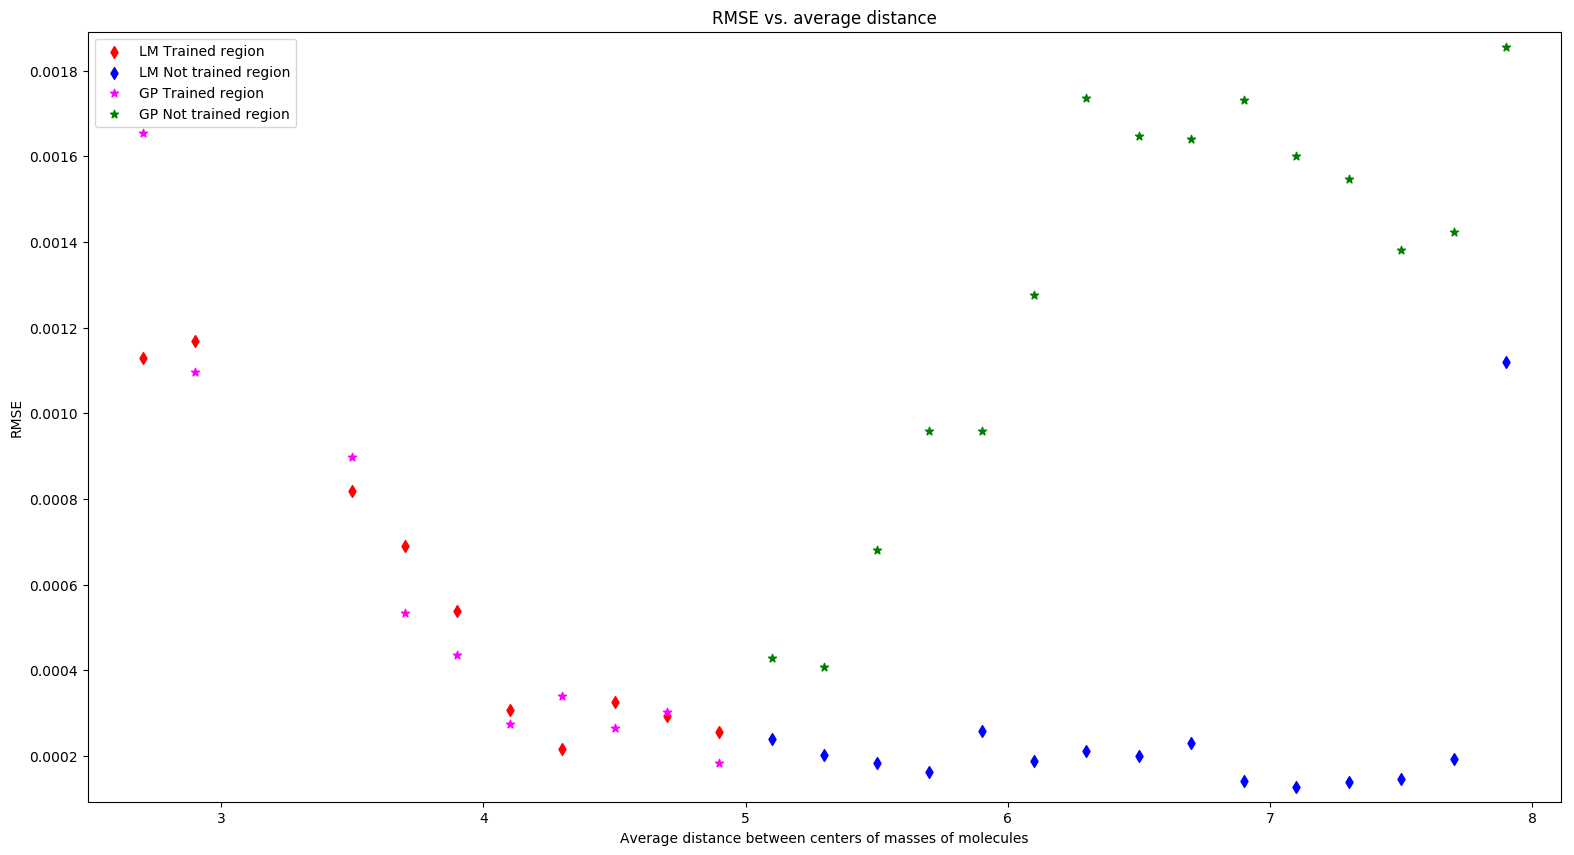 RMSE vs. average distance
LM Trained region
LM Not trained region
GP Trained region
GP Not trained region
RMSE
0.0018
0.0016
0.0014
0.0012
0.0010
0.0008
0.0006
0.0004
0.0002
3 4 5 6 7 8
Average distance between centers of masses of molecules